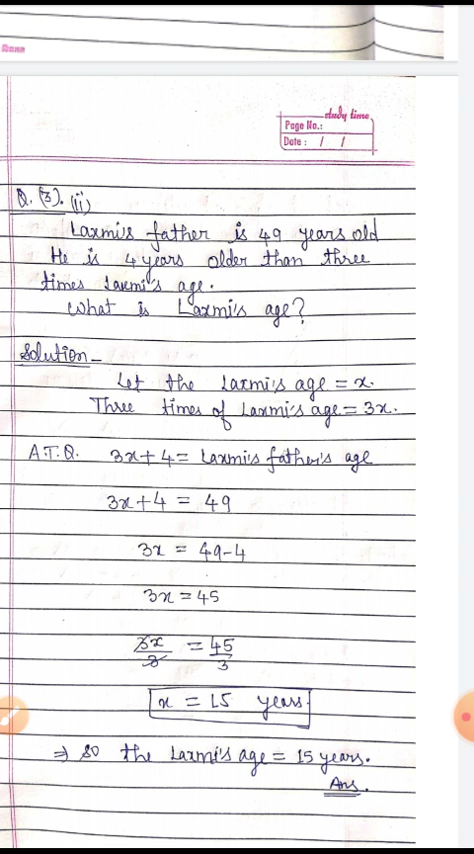 study time
Page No.:
Date : / /
Q. (3). (ii)
Laxmi's father is 49 years old
He is 4 years older than three
times Laxmi's age.
What is Laxmi's age?
Solution -
Let the Laxmi's age = x.
Three times of Laxmi's age = 3x.
A.T.Q. 3x+4 = Laxmi's father's age
3x+4 = 49
3x = 49-4
3x = 45
3x/3 = 45/3
x = 15 years.
⇒ so the Laxmi's age = 15 years.
Ans.